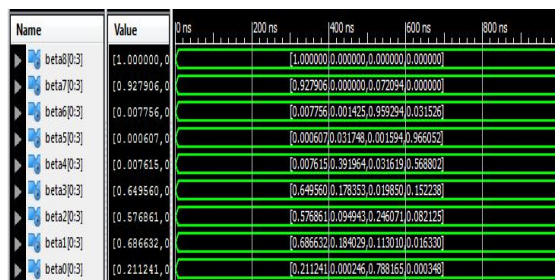 Name Value 0 ns 200 ns 400 ns 600 ns 800 ns
beta8[0:3] [1.000000,0 [1.000000,0.000000,0.000000,0.000000]
beta7[0:3] [0.927906,0 [0.927906,0.000000,0.072094,0.000000]
beta6[0:3] [0.007756,0 [0.007756,0.001425,0.959294,0.031526]
beta5[0:3] [0.000607,0 [0.000607,0.031748,0.001594,0.966052]
beta4[0:3] [0.007615,0 [0.007615,0.391964,0.031619,0.568802]
beta3[0:3] [0.649560,0 [0.649560,0.178353,0.019850,0.152238]
beta2[0:3] [0.576861,0 [0.576861,0.094943,0.246071,0.082125]
beta1[0:3] [0.686632,0 [0.686632,0.184029,0.113010,0.016330]
beta0[0:3] [0.211241,0 [0.211241,0.000246,0.788165,0.000348]